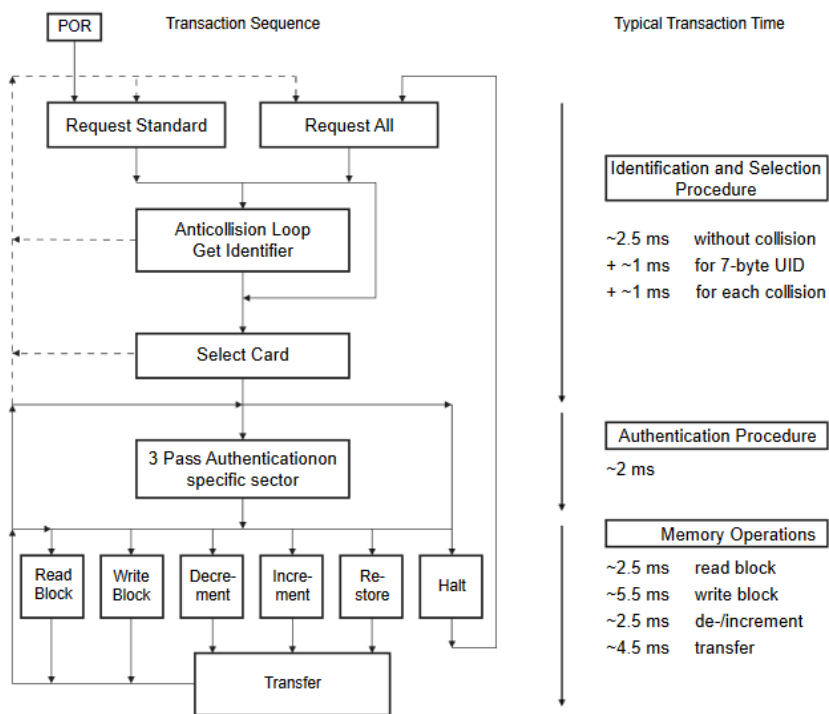 POR
Transaction Sequence
Typical Transaction Time
Request Standard
Request All
Identification and Selection
Procedure
Anticollision Loop
Get Identifier
~2.5 ms without collision
+ ~1 ms for 7-byte UID
+ ~1 ms for each collision
Select Card
Authentication Procedure
3 Pass Authenticationon
specific sector
~2 ms
Memory Operations
Read
Block
Write
Block
Decre-
ment
Incre-
ment
Re-
store
Halt
~2.5 ms read block
~5.5 ms write block
~2.5 ms de-/increment
~4.5 ms transfer
Transfer